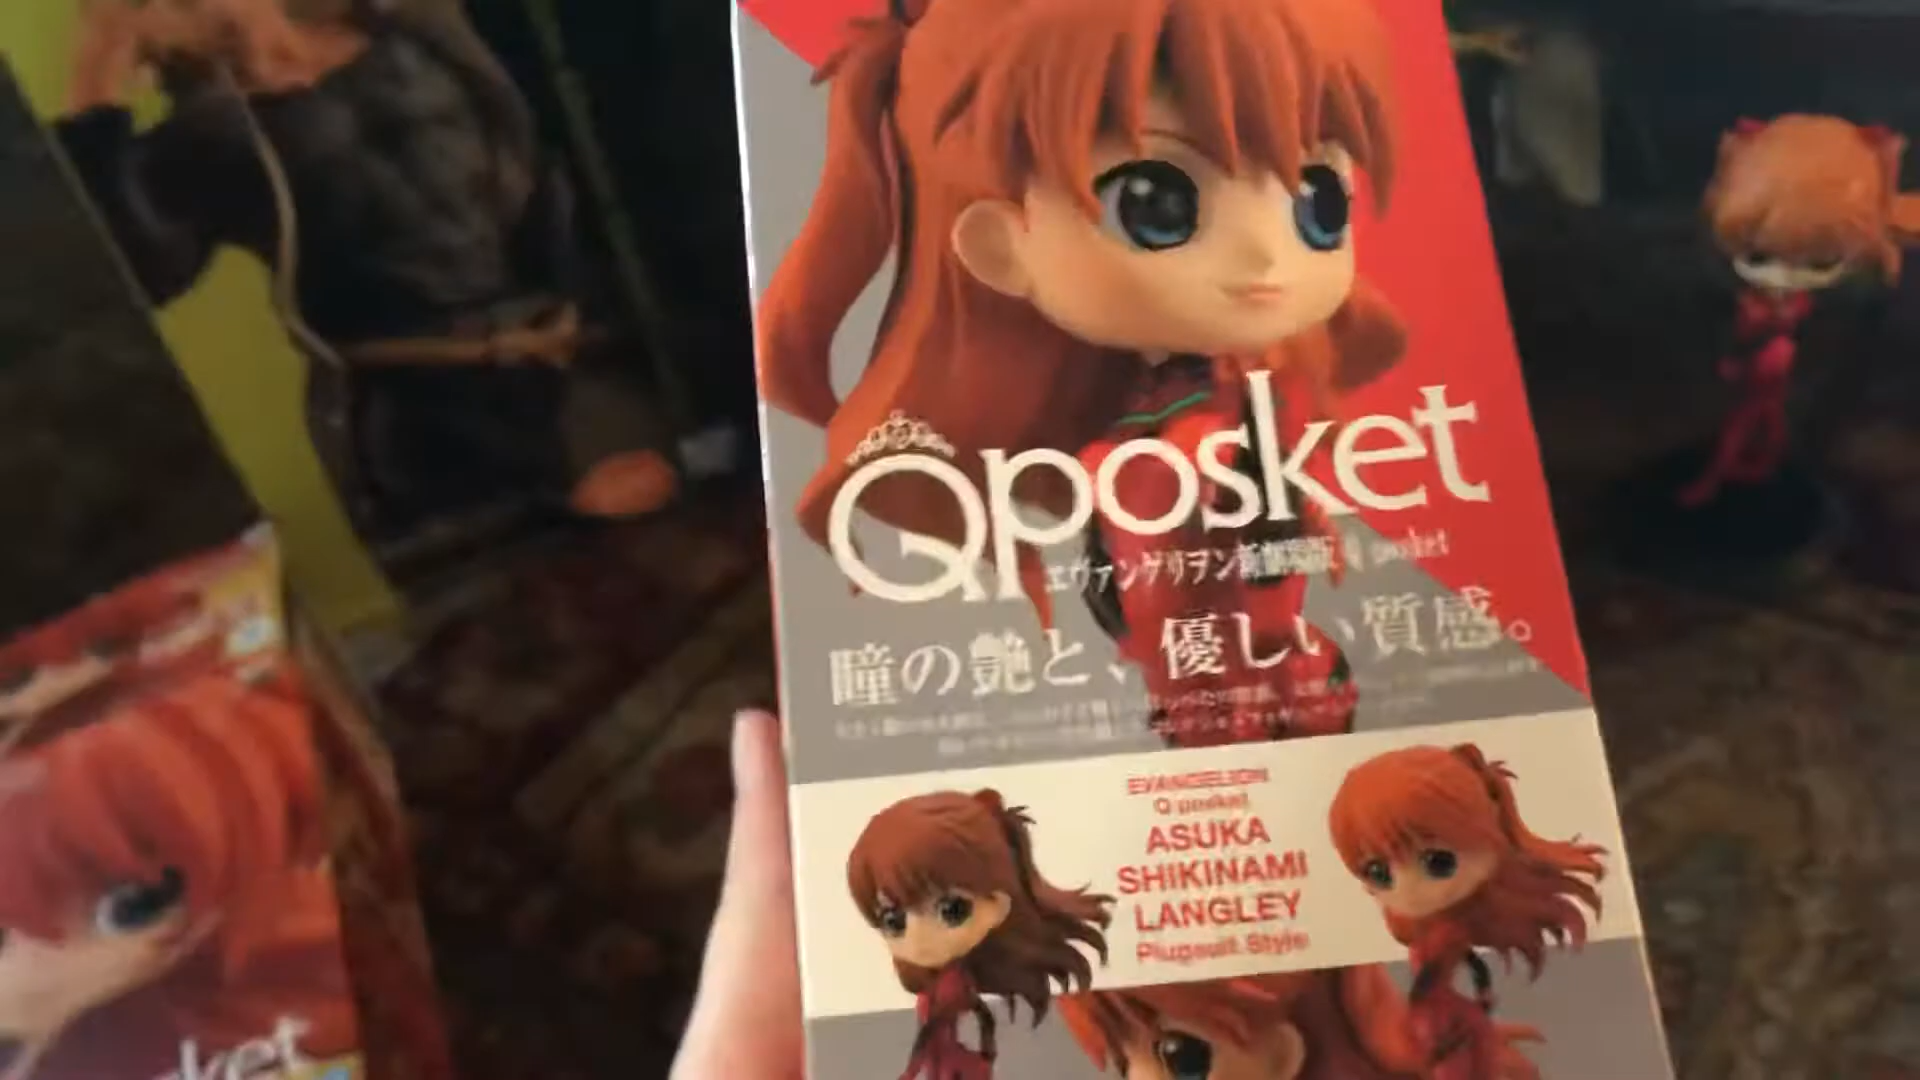 Qposket
エヴァンゲリヲン新劇場版 Q posket
瞳の艶と、優しい質感。
EVANGELION
Q posket
ASUKA
SHIKINAMI
LANGLEY
Plugsuit Style
sket